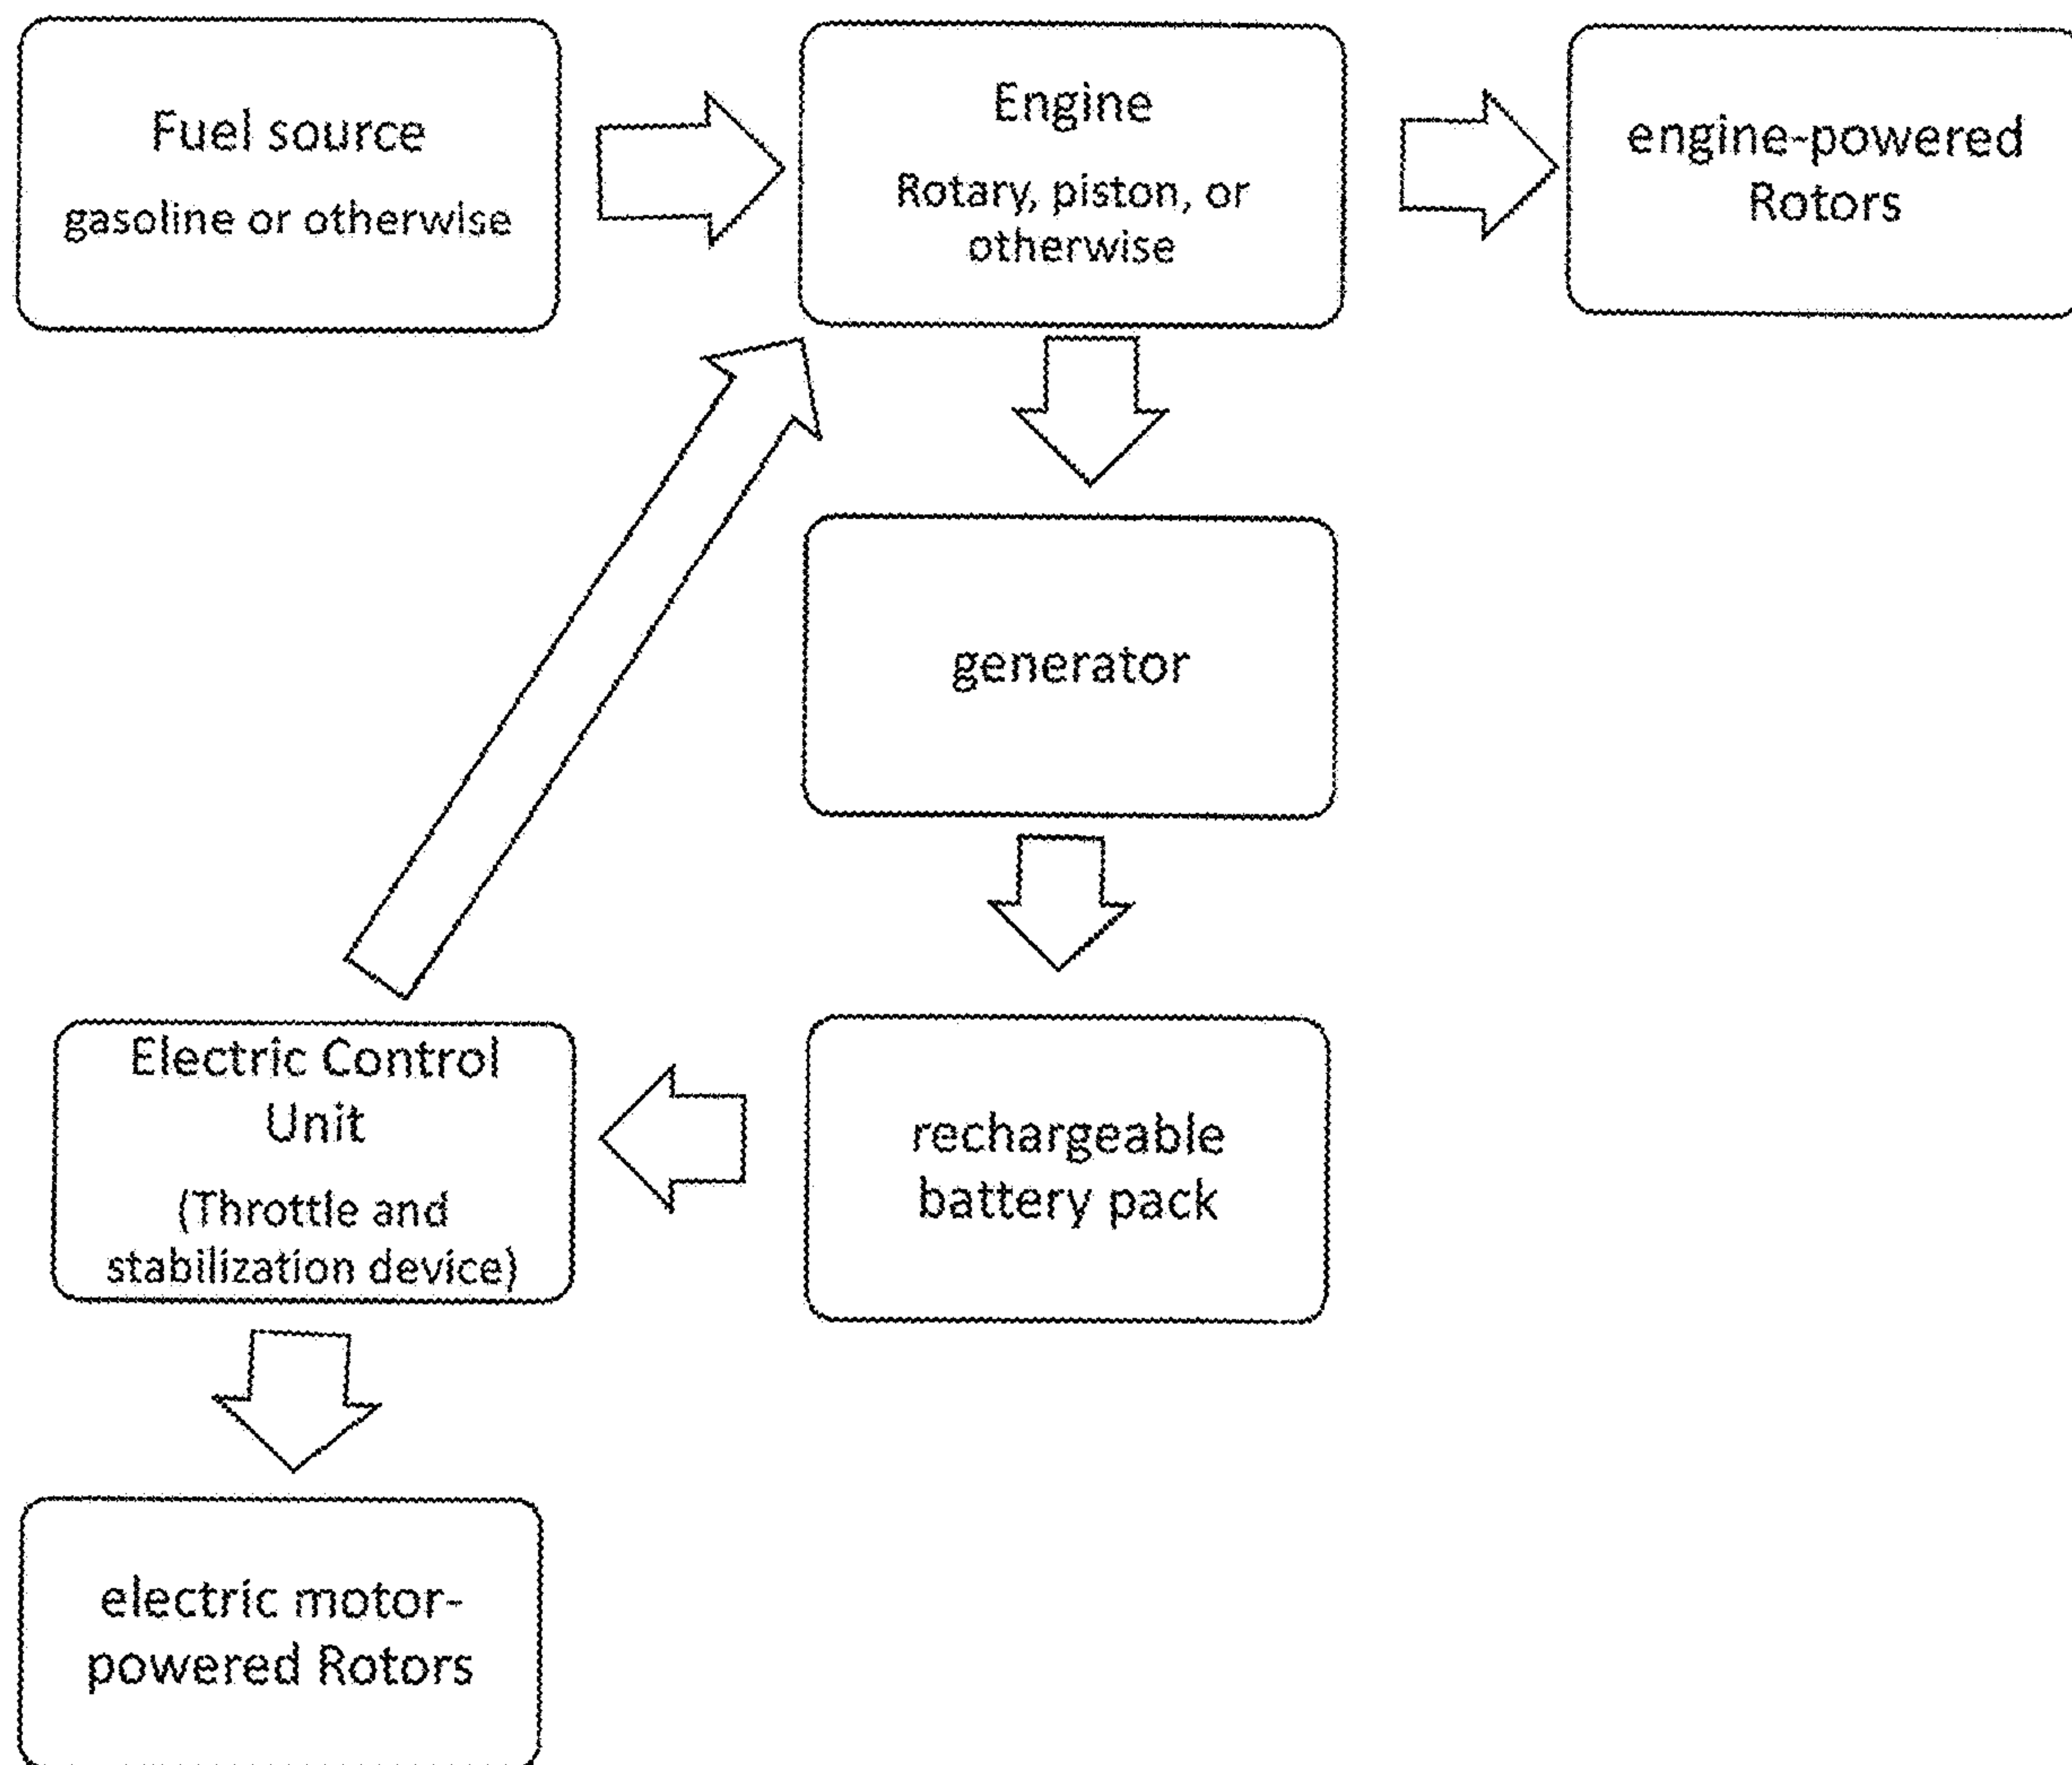 Fuel source
gasoline or otherwise
Engine
Rotary, piston, or
otherwise
engine-powered
Rotors
generator
Electric Control
Unit
(Throttle and
stabilization device)
rechargeable
battery pack
electric motor-
powered Rotors